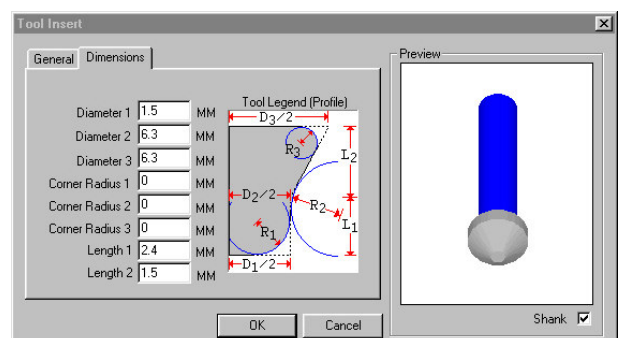 Tool Insert
General
Dimensions
Preview
Diameter 1 1.5 MM
Diameter 2 6.3 MM
Diameter 3 6.3 MM
Corner Radius 1 0 MM
Corner Radius 2 0 MM
Corner Radius 3 0 MM
Length 1 2.4 MM
Length 2 1.5 MM
Tool Legend (Profile)
D3/2
R3
L2
D2/2
R2
R1
L1
D1/2
OK
Cancel
Shank